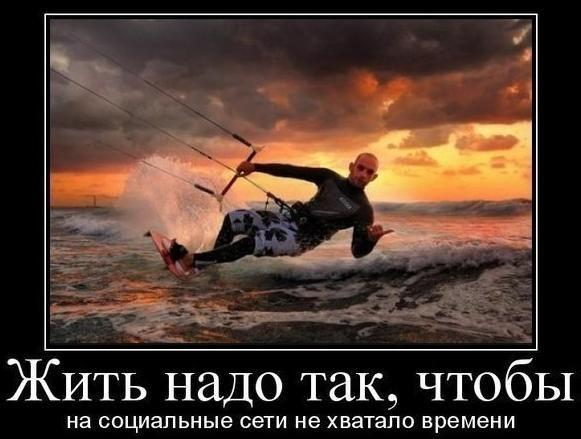 Жить надо так, чтобы
на социальные сети не хватало времени